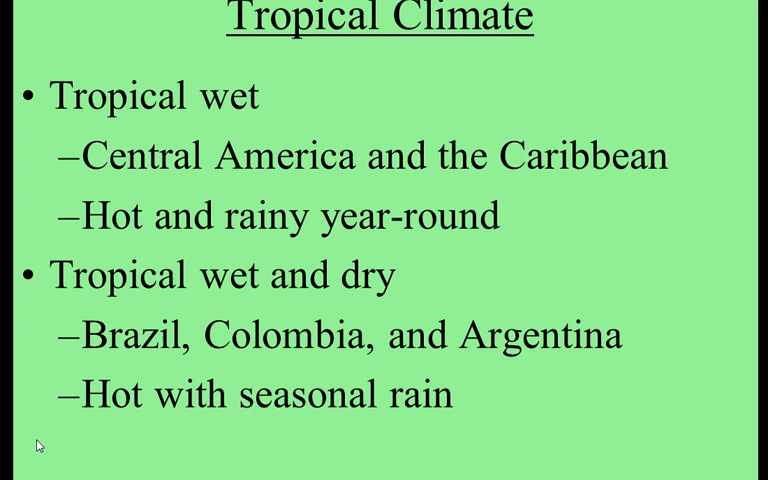 Tropical Climate
• Tropical wet
–Central America and the Caribbean
–Hot and rainy year-round
• Tropical wet and dry
–Brazil, Colombia, and Argentina
–Hot with seasonal rain